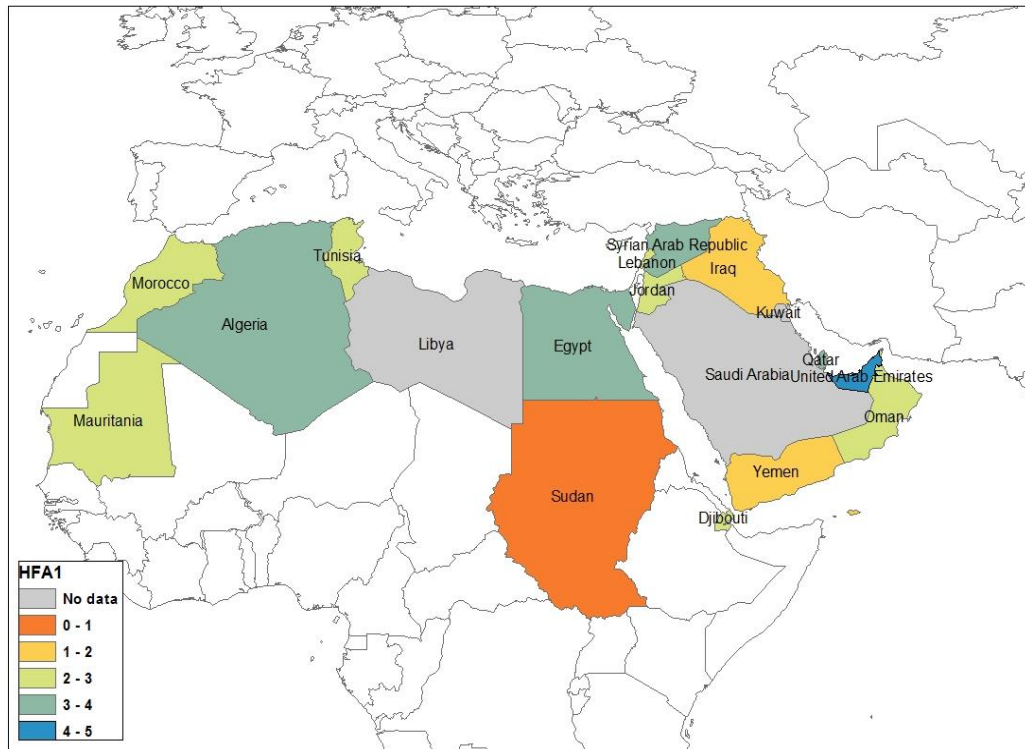 Syrian Arab Republic
Tunisia
Lebanon
Iraq
Morocco
Jordan
Kuwait
Algeria
Libya
Egypt
Qatar
Saudi Arabia
United Arab Emirates
Mauritania
Oman
Yemen
Sudan
Djibouti
HFA1
No data
0 - 1
1 - 2
2 - 3
3 - 4
4 - 5